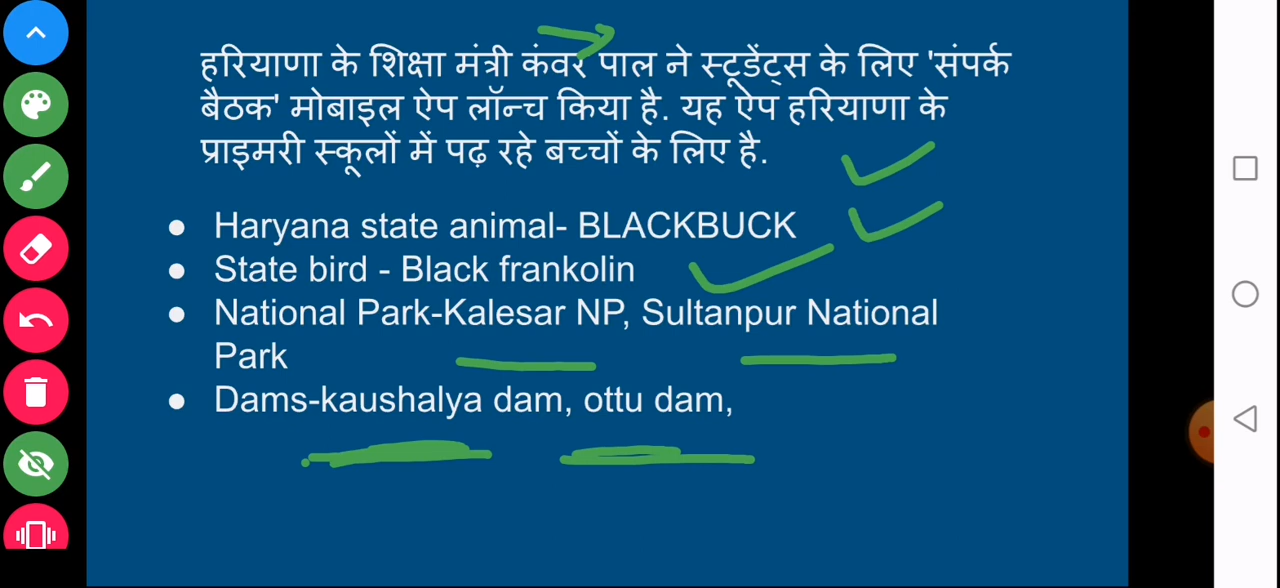 हरियाणा के शिक्षा मंत्री कंवर पाल ने स्टूडेंट्स के लिए 'संपर्क
बैठक' मोबाइल ऐप लॉन्च किया है. यह ऐप हरियाणा के
प्राइमरी स्कूलों में पढ़ रहे बच्चों के लिए है.
● Haryana state animal- BLACKBUCK
● State bird - Black frankolin
● National Park-Kalesar NP, Sultanpur National
Park
● Dams-kaushalya dam, ottu dam,